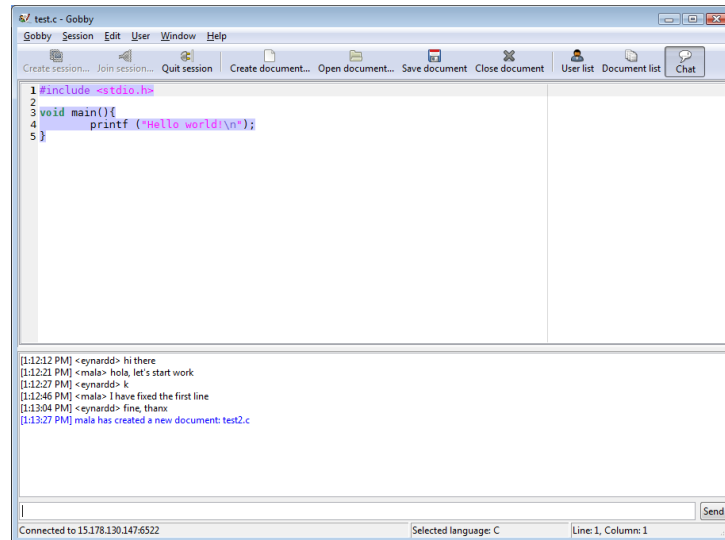 test.c - Gobby
Gobby Session Edit User Window Help
Create session... Join session... Quit session Create document... Open document... Save document Close document User list Document list Chat
1 #include <stdio.h>
2
3 void main(){
4 printf ("Hello world!\n");
5 }
[1:12:12 PM] <eynardd> hi there
[1:12:21 PM] <mala> hola, let's start work
[1:12:27 PM] <eynardd> k
[1:12:46 PM] <mala> I have fixed the first line
[1:13:04 PM] <eynardd> fine, thanx
[1:13:27 PM] mala has created a new document: test2.c
Send
Connected to 15.178.130.147:6522 Selected language: C Line: 1, Column: 1